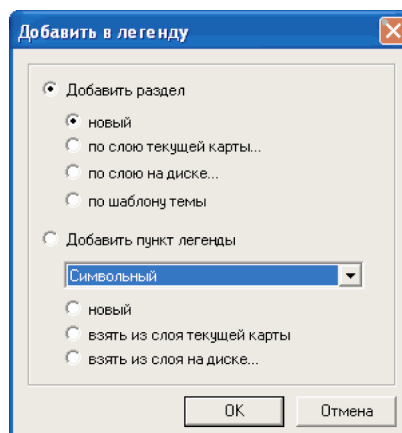 Добавить в легенду
Добавить раздел
новый
по слою текущей карты...
по слою на диске...
по шаблону темы
Добавить пункт легенды
Символьный
новый
взять из слоя текущей карты
взять из слоя на диске...
OK
Отмена